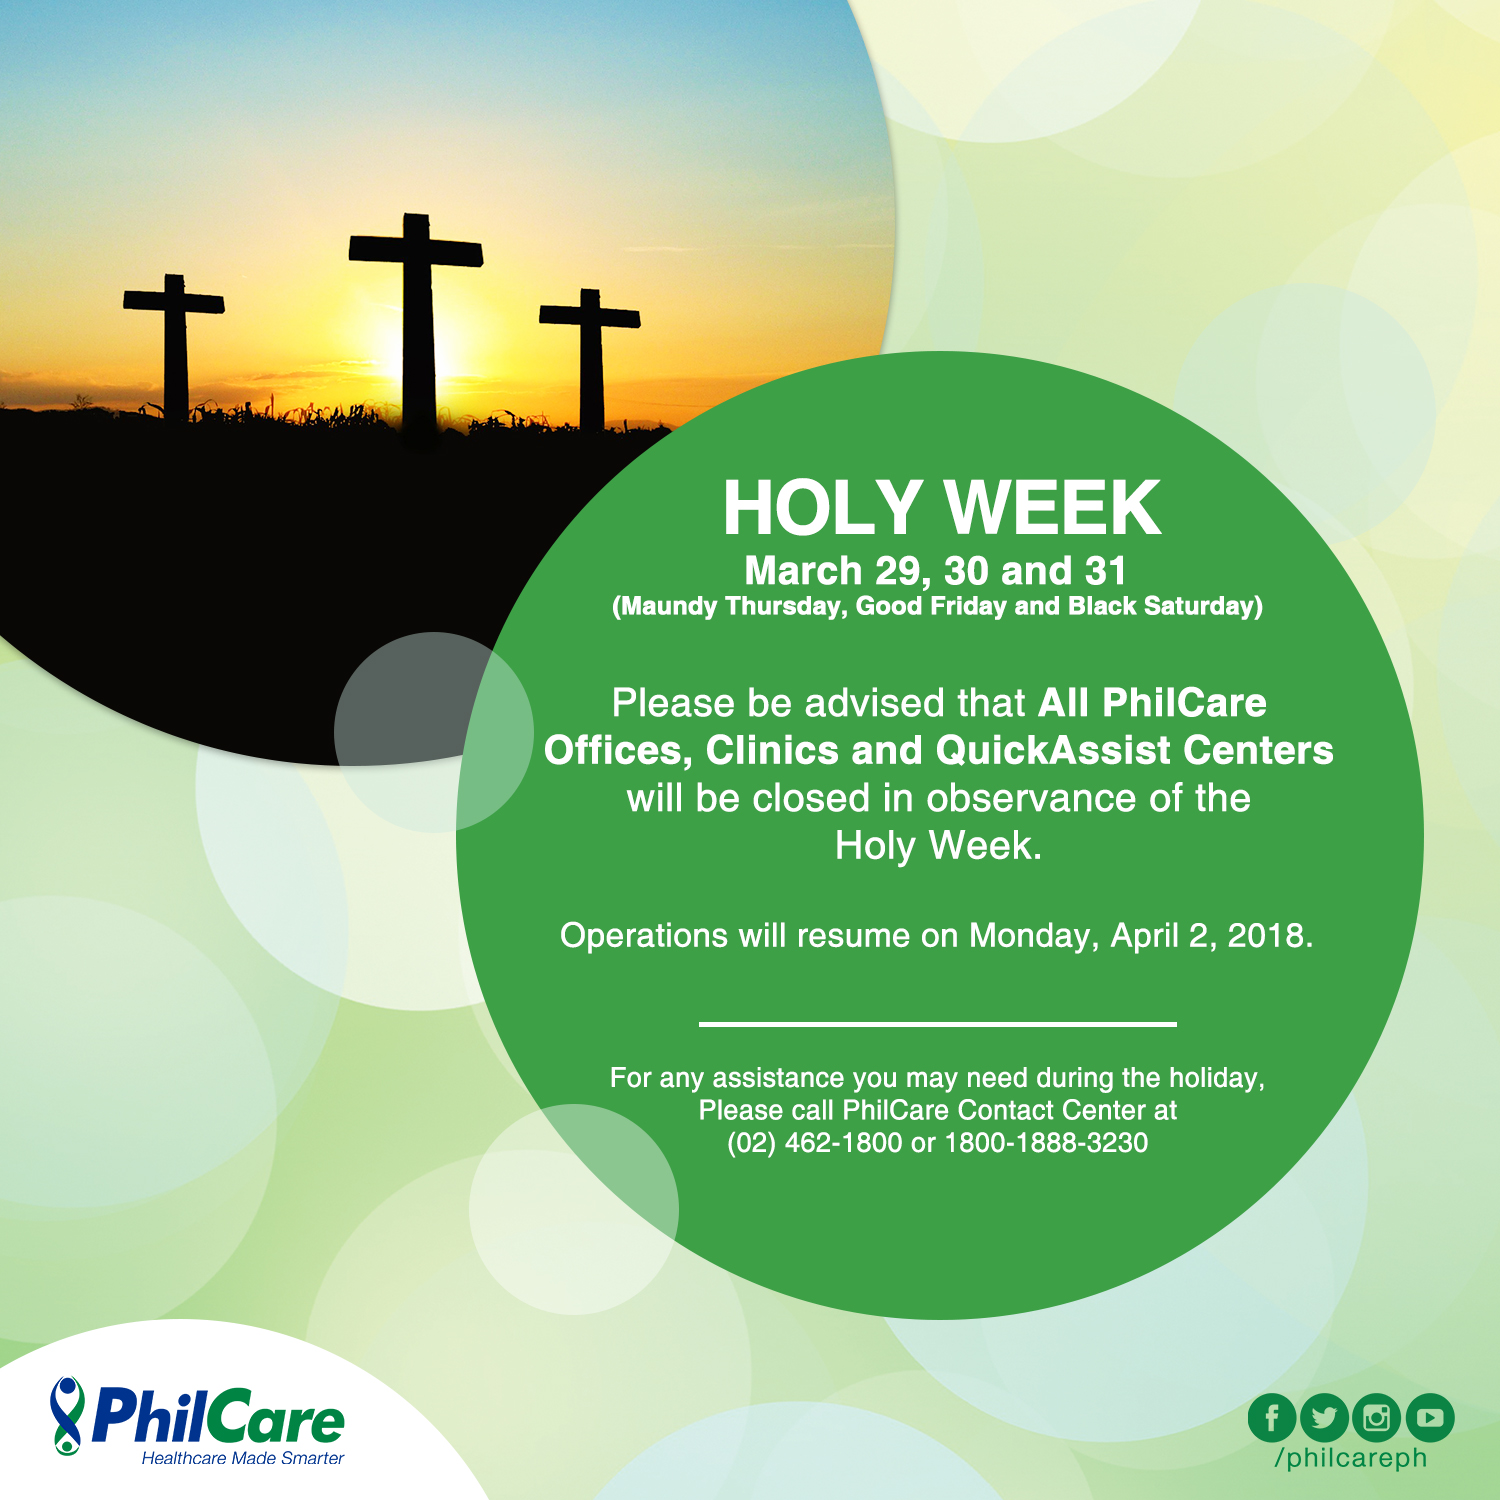 HOLY WEEK
March 29, 30 and 31
(Maundy Thursday, Good Friday and Black Saturday)
Please be advised that All PhilCare
Offices, Clinics and QuickAssist Centers
will be closed in observance of the
Holy Week.
Operations will resume on Monday, April 2, 2018.
For any assistance you may need during the holiday,
Please call PhilCare Contact Center at
(02) 462-1800 or 1800-1888-3230
PhilCare
Healthcare Made Smarter
/philcareph